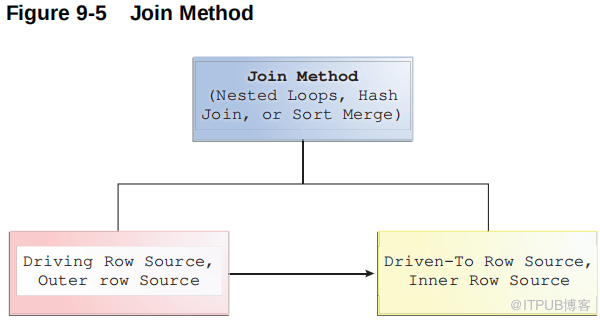 Figure 9-5 Join Method
Join Method
(Nested Loops, Hash
Join, or Sort Merge)
Driving Row Source,
Outer row Source
Driven-To Row Source,
Inner Row Source
@ITPUB博客